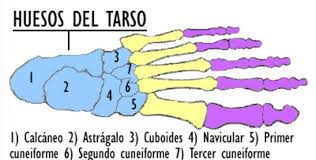 HUESOS DEL TARSO
3
7
1
2
6
4
5
1) Calcáneo 2) Astrágalo 3) Cuboides 4) Navicular 5) Primer
cuneiforme 6) Segundo cuneiforme 7) Tercer cuneiforme